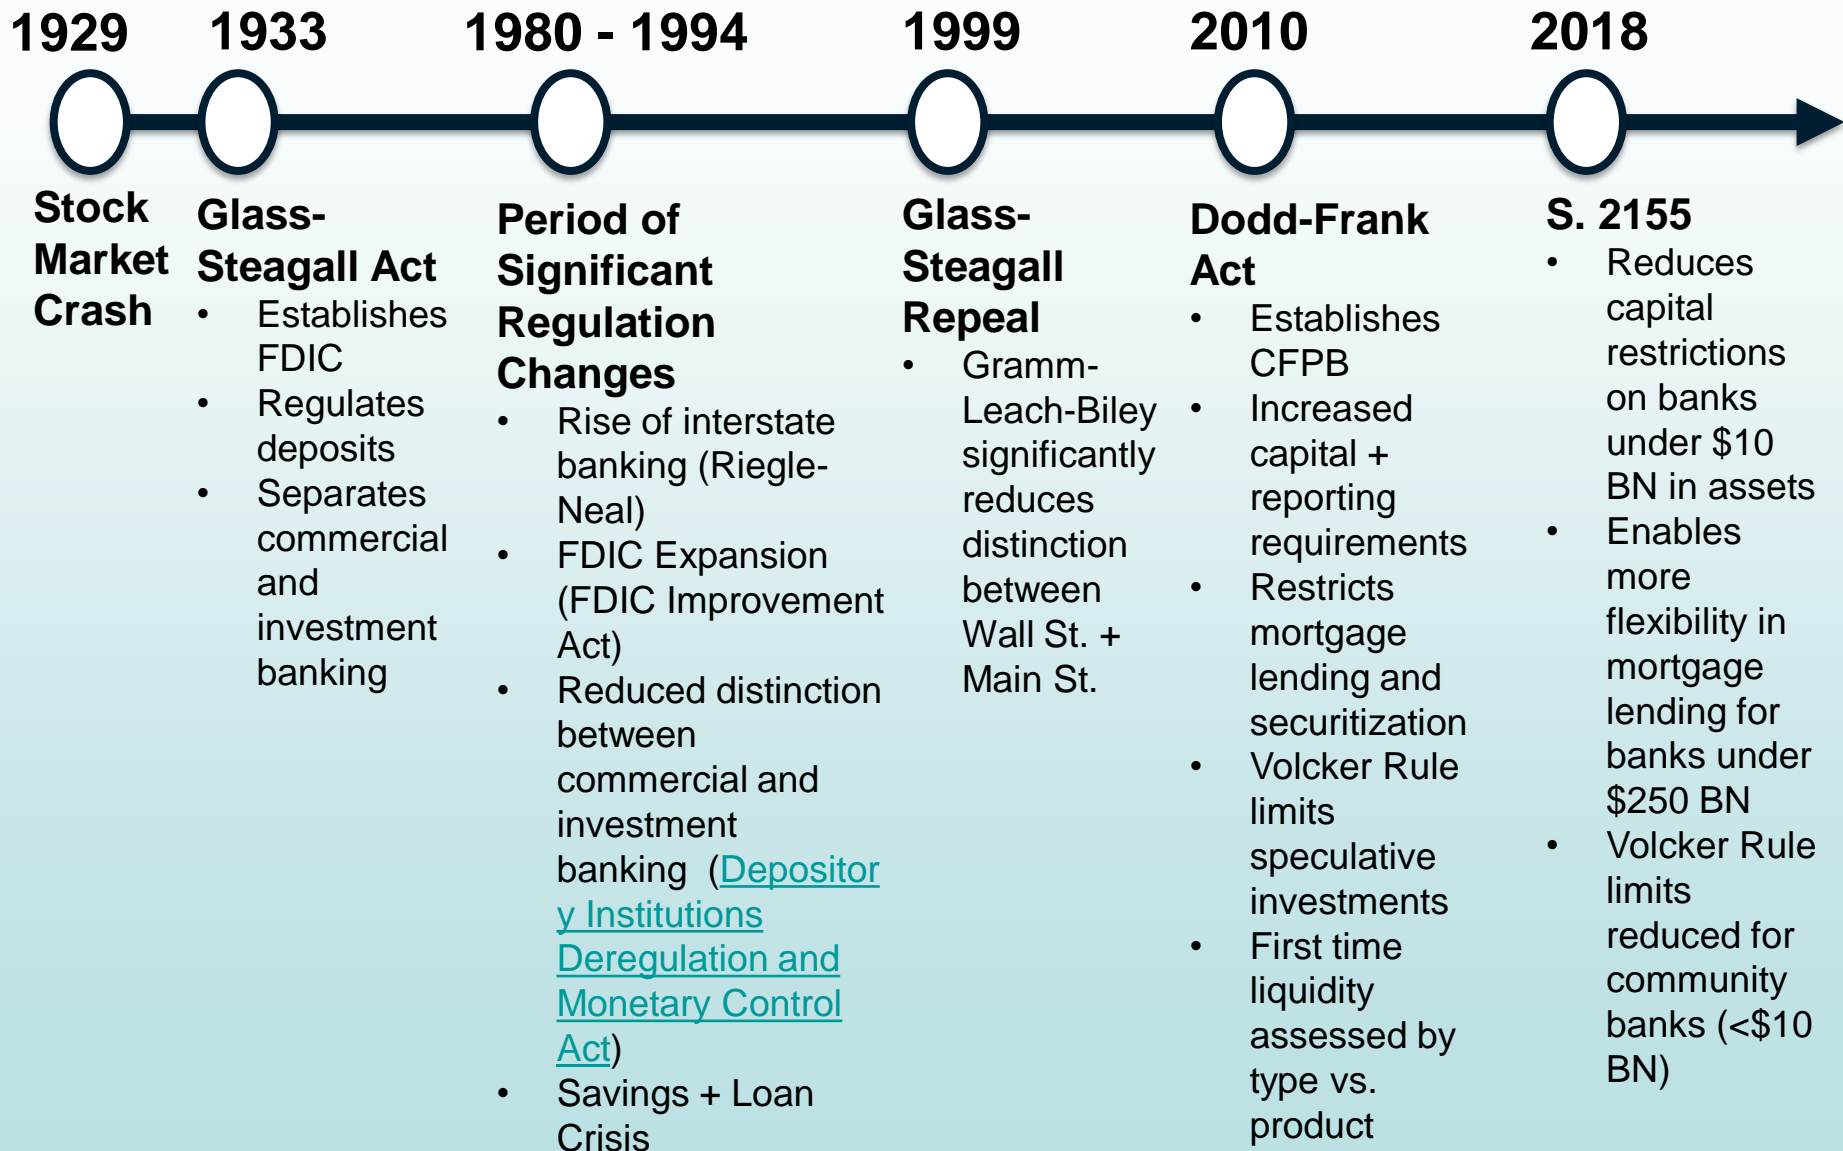 1929
1933
1980 - 1994
1999
2010
2018
Stock
Market
Crash
Glass-
Steagall Act
• Establishes
FDIC
• Regulates
deposits
• Separates
commercial
and
investment
banking
Period of
Significant
Regulation
Changes
• Rise of interstate
banking (Riegle-
Neal)
• FDIC Expansion
(FDIC Improvement
Act)
• Reduced distinction
between
commercial and
investment
banking (Depositor
y Institutions
Deregulation and
Monetary Control
Act)
• Savings + Loan
Crisis
Glass-
Steagall
Repeal
• Gramm-
Leach-Biley
significantly
reduces
distinction
between
Wall St. +
Main St.
Dodd-Frank
Act
• Establishes
CFPB
• Increased
capital +
reporting
requirements
• Restricts
mortgage
lending and
securitization
• Volcker Rule
limits
speculative
investments
• First time
liquidity
assessed by
type vs.
product
S. 2155
• Reduces
capital
restrictions
on banks
under $10
BN in assets
• Enables
more
flexibility in
mortgage
lending for
banks under
$250 BN
• Volcker Rule
limits
reduced for
community
banks (<$10
BN)